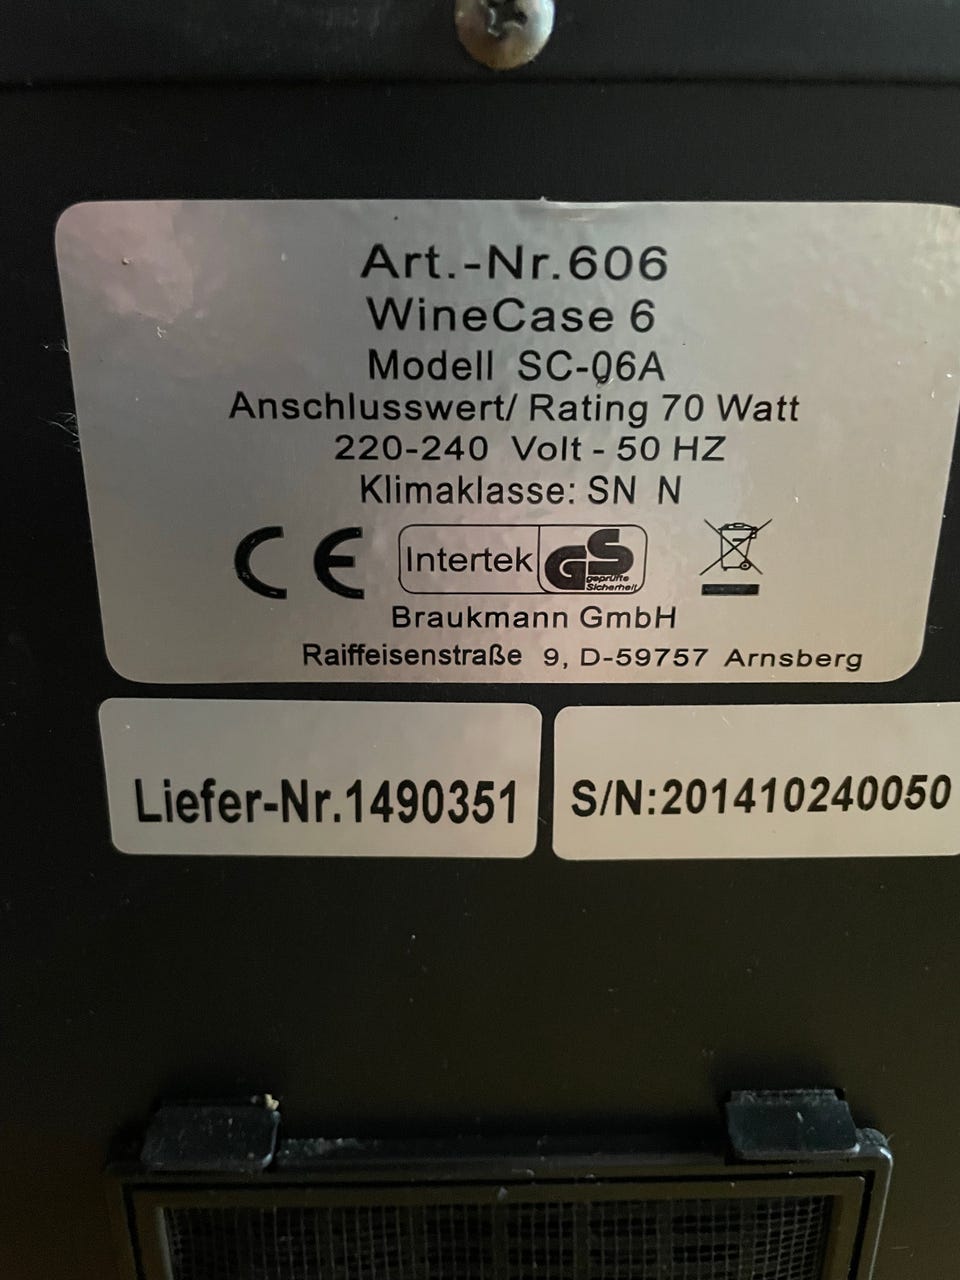 Art.-Nr.606
WineCase 6
Modell SC-06A
Anschlusswert/ Rating 70 Watt
220-240 Volt - 50 HZ
Klimaklasse: SN N
CE Intertek GS geprüfte Sicherheit
Braukmann GmbH
Raiffeisenstraße 9, D-59757 Arnsberg
Liefer-Nr.1490351 S/N:201410240050